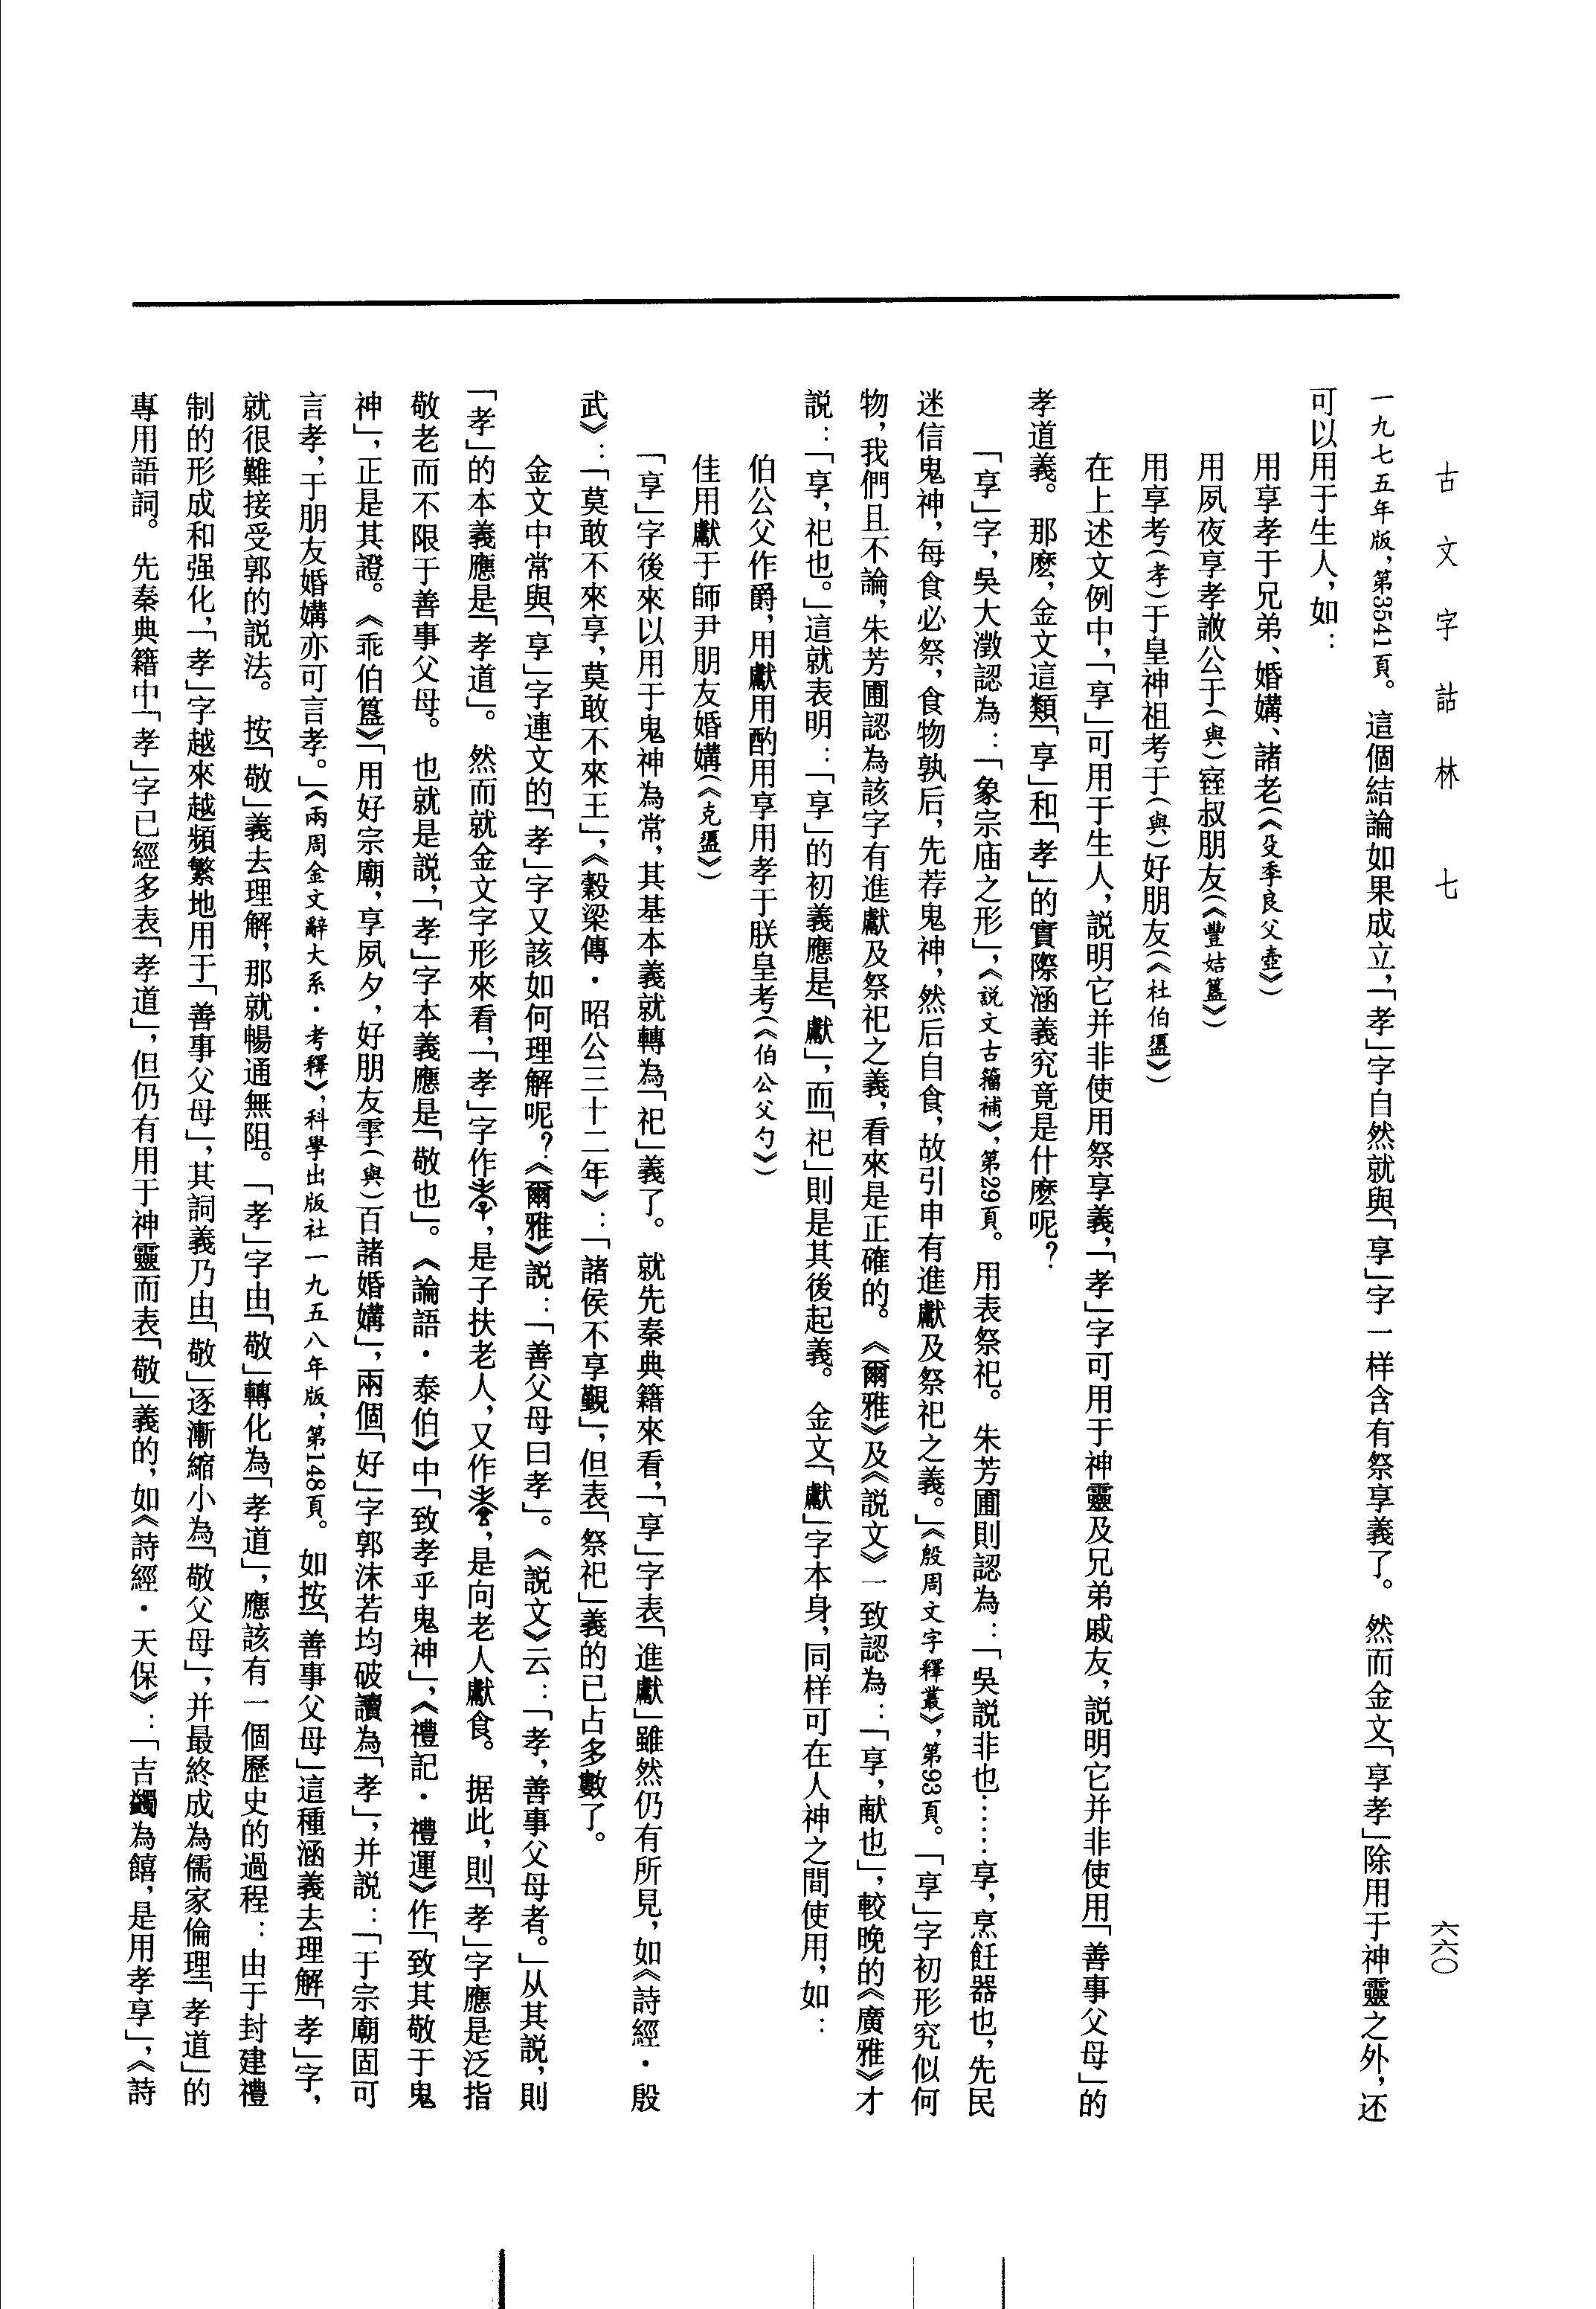 古文字詁林 七
六六〇
一九七五年版，第3541頁。這個結論如果成立，「孝」字自然就與「享」字一样含有祭享義了。然而金文「享孝」除用于神靈之外，还
可以用于生人，如：
用享孝于兄弟、婚媾、諸老(《殳季良父壺》)
用夙夜享孝諏公于(與)窒叔朋友(《豐姞簋》)
用享考(孝)于皇神祖考于(與)好朋友(《杜伯盨》)
在上述文例中，「享」可用于生人，説明它并非使用祭享義，「孝」字可用于神靈及兄弟戚友，説明它并非使用「善事父母」的
孝道義。那麽，金文這類「享」和「孝」的實際涵義究竟是什麽呢？
「享」字，吳大澂認為：「象宗庙之形」，《説文古籀補》，第29頁。用表祭祀。朱芳圃則認為：「吳説非也……享，烹飪器也，先民
迷信鬼神，每食必祭，食物孰后，先荐鬼神，然后自食，故引申有進獻及祭祀之義。」《殷周文字釋叢》，第93頁。「享」字初形究似何
物，我們且不論，朱芳圃認為該字有進獻及祭祀之義，看來是正確的。《爾雅》及《説文》一致認為：「享，献也」，較晚的《廣雅》才
説：「享，祀也。」這就表明：「享」的初義應是「獻」，而「祀」則是其後起義。金文「獻」字本身，同样可在人神之間使用，如：
伯公父作爵，用獻用酌用享用孝于朕皇考(《伯公父勺》)
佳用獻于師尹朋友婚媾(《克盨》)
「享」字後來以用于鬼神為常，其基本義就轉為「祀」義了。就先秦典籍來看，「享」字表「進獻」雖然仍有所見，如《詩經·殷
武》：「莫敢不來享，莫敢不來王」，《穀梁傳·昭公三十二年》：「諸侯不享覲」，但表「祭祀」義的已占多數了。
金文中常與「享」字連文的「孝」字又該如何理解呢？《爾雅》説：「善父母曰孝」。《説文》云：「孝，善事父母者。」从其説，則
「孝」的本義應是「孝道」。然而就金文字形來看，「孝」字作，是子扶老人，又作，是向老人獻食。据此，則「孝」字應是泛指
敬老而不限于善事父母。也就是説，「孝」字本義應是「敬也」。《論語·泰伯》中「致孝乎鬼神」，《禮記·禮運》作「致其敬于鬼
神」，正是其證。《乖伯簋》「用好宗廟，享夙夕，好朋友雩(與)百諸婚媾」，兩個「好」字郭沫若均破讀為「孝」，并説：「于宗廟固可
言孝，于朋友婚媾亦可言孝。」《兩周金文辭大系·考釋》，科學出版社一九五八年版，第148頁。如按「善事父母」這種涵義去理解「孝」字，
就很難接受郭的説法。按「敬」義去理解，那就暢通無阻。「孝」字由「敬」轉化為「孝道」，應該有一個歷史的過程：由于封建禮
制的形成和强化，「孝」字越來越頻繁地用于「善事父母」，其詞義乃由「敬」逐漸縮小為「敬父母」，并最終成為儒家倫理「孝道」的
專用語詞。先秦典籍中「孝」字已經多表「孝道」，但仍有用于神靈而表「敬」義的，如《詩經·天保》：「吉蠲為饎，是用孝享」，《詩